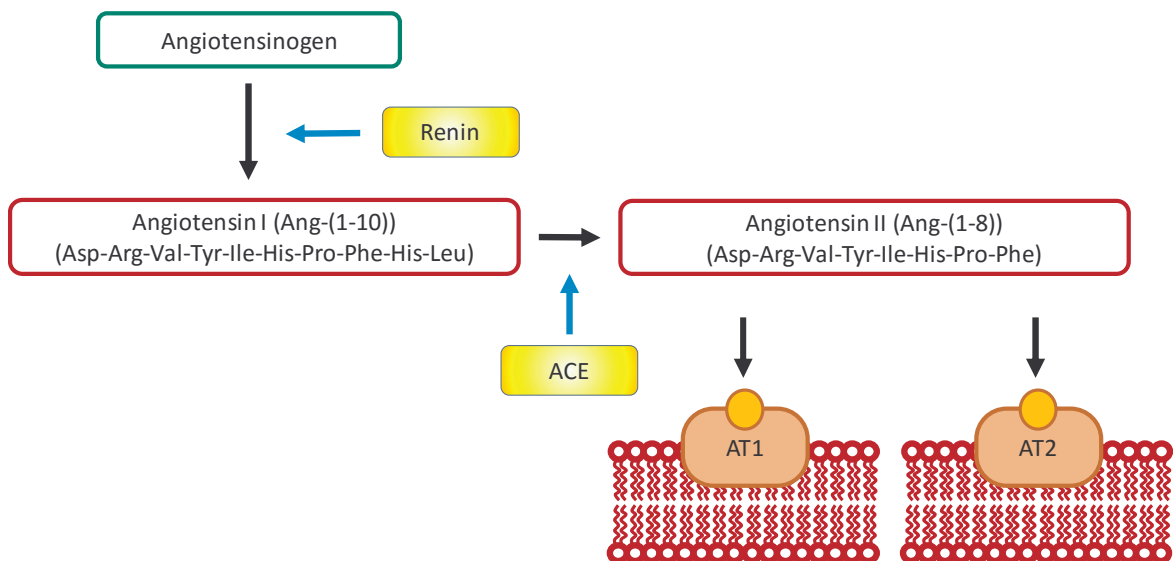 Angiotensinogen
Renin
Angiotensin I (Ang-(1-10))
(Asp-Arg-Val-Tyr-Ile-His-Pro-Phe-His-Leu)
Angiotensin II (Ang-(1-8))
(Asp-Arg-Val-Tyr-Ile-His-Pro-Phe)
ACE
AT1
AT2